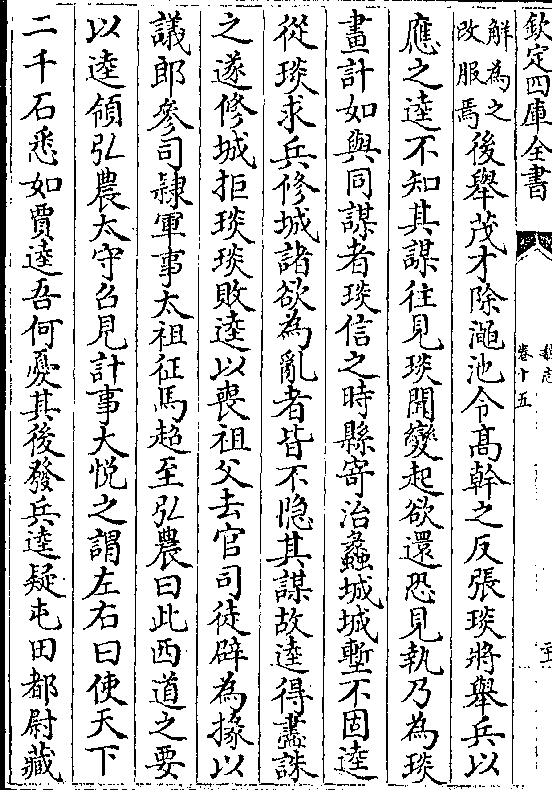 欽定四庫全書
魏志
卷十五
解為之
改服焉
後舉茂才除澠池令高幹之反張琰將舉兵以
應之逵不知其謀往見琰聞變起欲還恐見執乃為琰
畫計如與同謀者琰信之時縣寄治蠡城城塹不固逵
從琰求兵修城諸欲為亂者皆不隱其謀故逵得盡誅
之遂修城拒琰琰敗逵以喪祖父去官司徒辟為掾以
議郎參司隸軍事太祖征馬超至弘農曰此西道之要
以逵領弘農太守召見計事大悅之謂左右曰使天下
二千石悉如賈逵吾何憂其後發兵逵疑屯田都尉藏